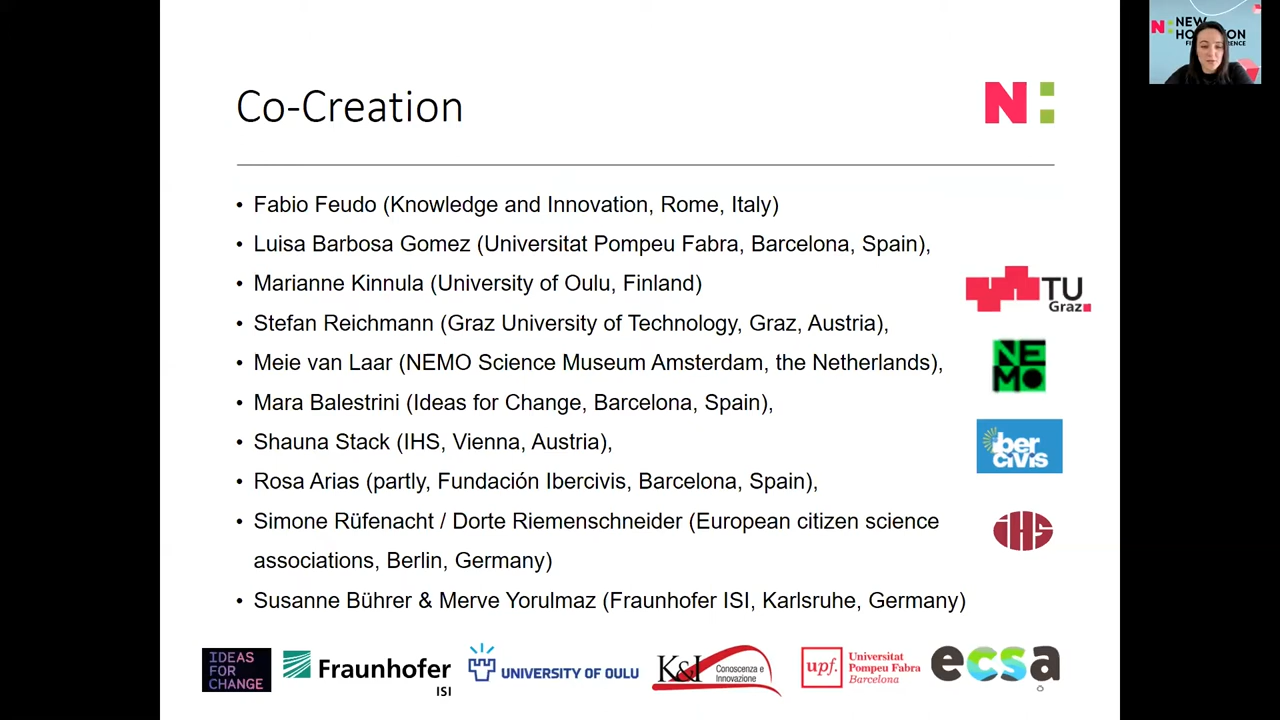 Co-Creation
N:
• Fabio Feudo (Knowledge and Innovation, Rome, Italy)
• Luisa Barbosa Gomez (Universitat Pompeu Fabra, Barcelona, Spain),
• Marianne Kinnula (University of Oulu, Finland)
• Stefan Reichmann (Graz University of Technology, Graz, Austria),
• Meie van Laar (NEMO Science Museum Amsterdam, the Netherlands),
• Mara Balestrini (Ideas for Change, Barcelona, Spain),
• Shauna Stack (IHS, Vienna, Austria),
• Rosa Arias (partly, Fundación Ibercivis, Barcelona, Spain),
• Simone Rüfenacht / Dorte Riemenschneider (European citizen science
associations, Berlin, Germany)
• Susanne Bührer & Merve Yorulmaz (Fraunhofer ISI, Karlsruhe, Germany)
TU
Graz
NE
MO
iber
civis
iHS
IDEAS
FOR
CHANGE
Fraunhofer
ISI
UNIVERSITY OF OULU
K&I
Conoscenza e
Innovazione
upf.
Universitat
Pompeu Fabra
Barcelona
ecsa
N:
NEW